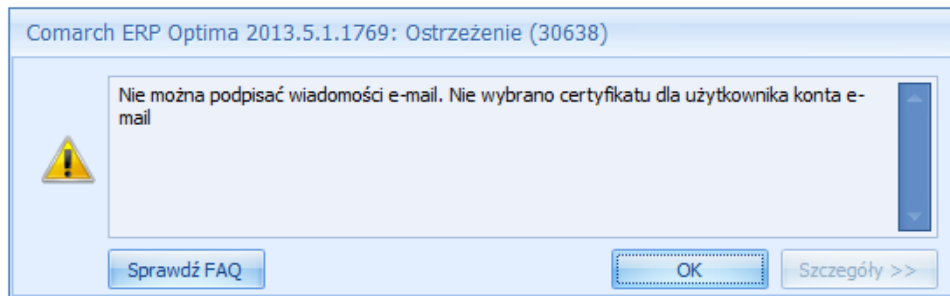 Comarch ERP Optima 2013.5.1.1769: Ostrzeżenie (30638)
Nie można podpisać wiadomości e-mail. Nie wybrano certyfikatu dla użytkownika konta e-
mail
Sprawdź FAQ
OK
Szczegóły >>